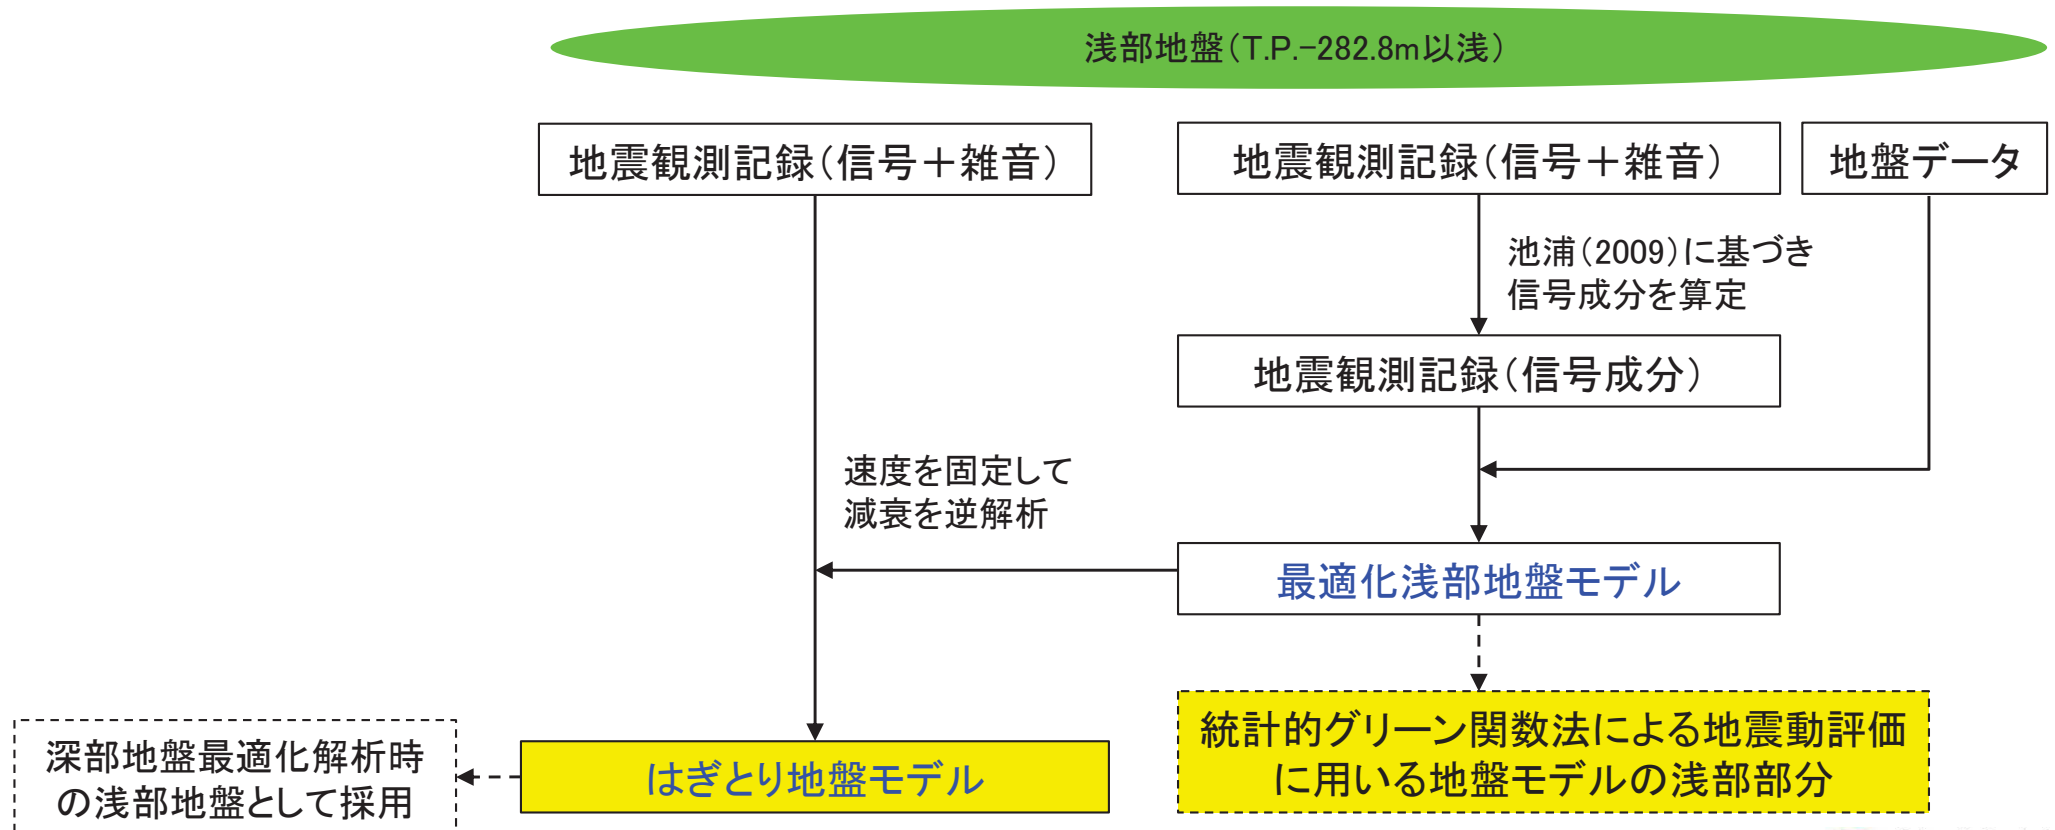 浅部地盤(T.P.-282.8m以浅)
地震観測記録(信号+雑音)
地震観測記録(信号+雑音)
地盤データ
池浦(2009)に基づき
信号成分を算定
地震観測記録(信号成分)
速度を固定して
減衰を逆解析
最適化浅部地盤モデル
統計的グリーン関数法による地震動評価
に用いる地盤モデルの浅部部分
はぎとり地盤モデル
深部地盤最適化解析時
の浅部地盤として採用